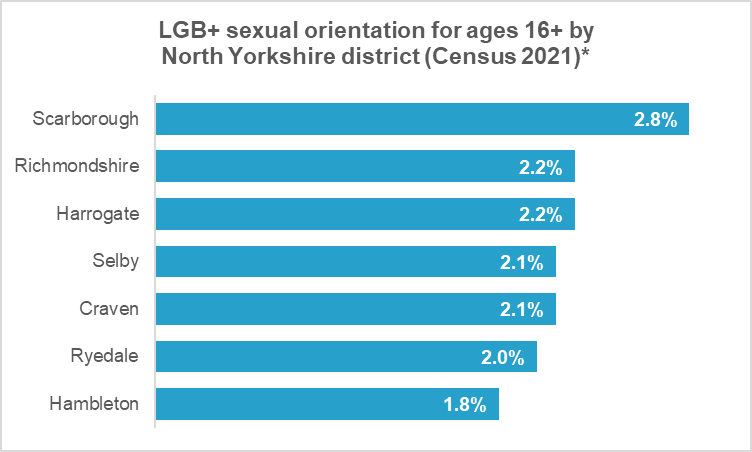 LGB+ sexual orientation for ages 16+ by
North Yorkshire district (Census 2021)*
Scarborough 2.8%
Richmondshire 2.2%
Harrogate 2.2%
Selby 2.1%
Craven 2.1%
Ryedale 2.0%
Hambleton 1.8%